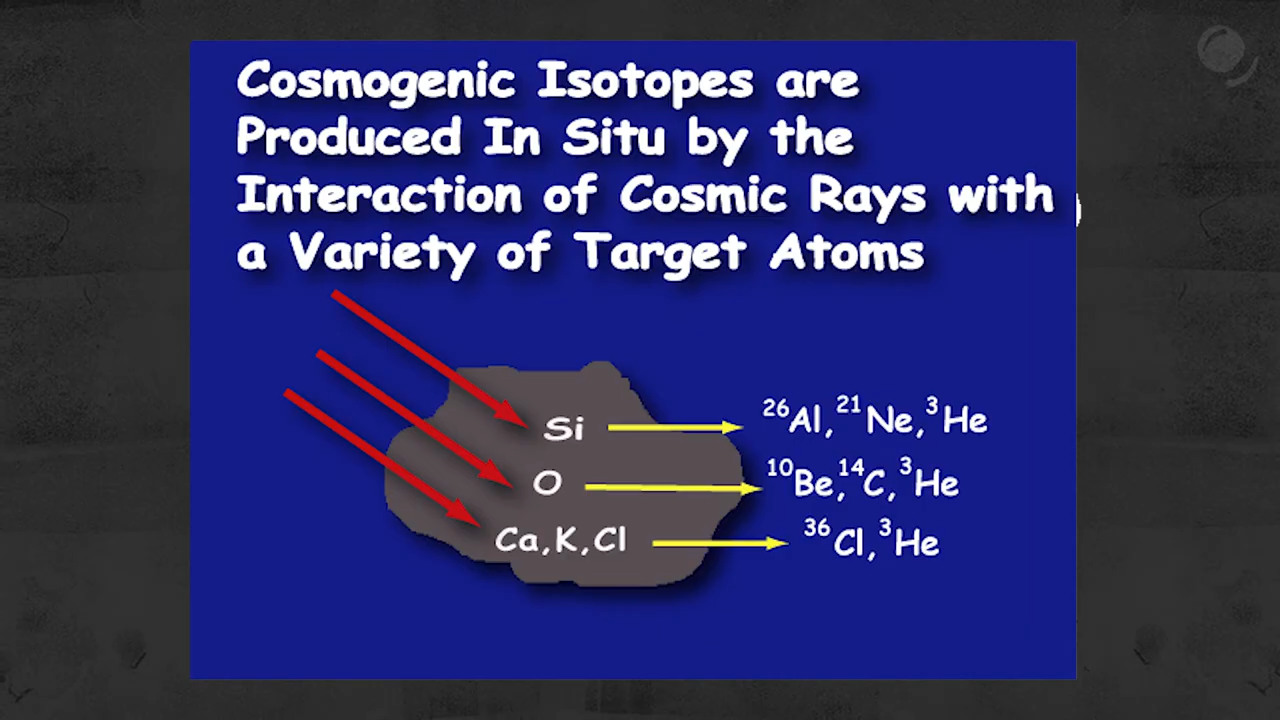 Cosmogenic Isotopes are
Produced In Situ by the
Interaction of Cosmic Rays with
a Variety of Target Atoms
Si ²⁶Al,²¹Ne,³He
O ¹⁰Be,¹⁴C,³He
Ca,K,Cl ³⁶Cl,³He